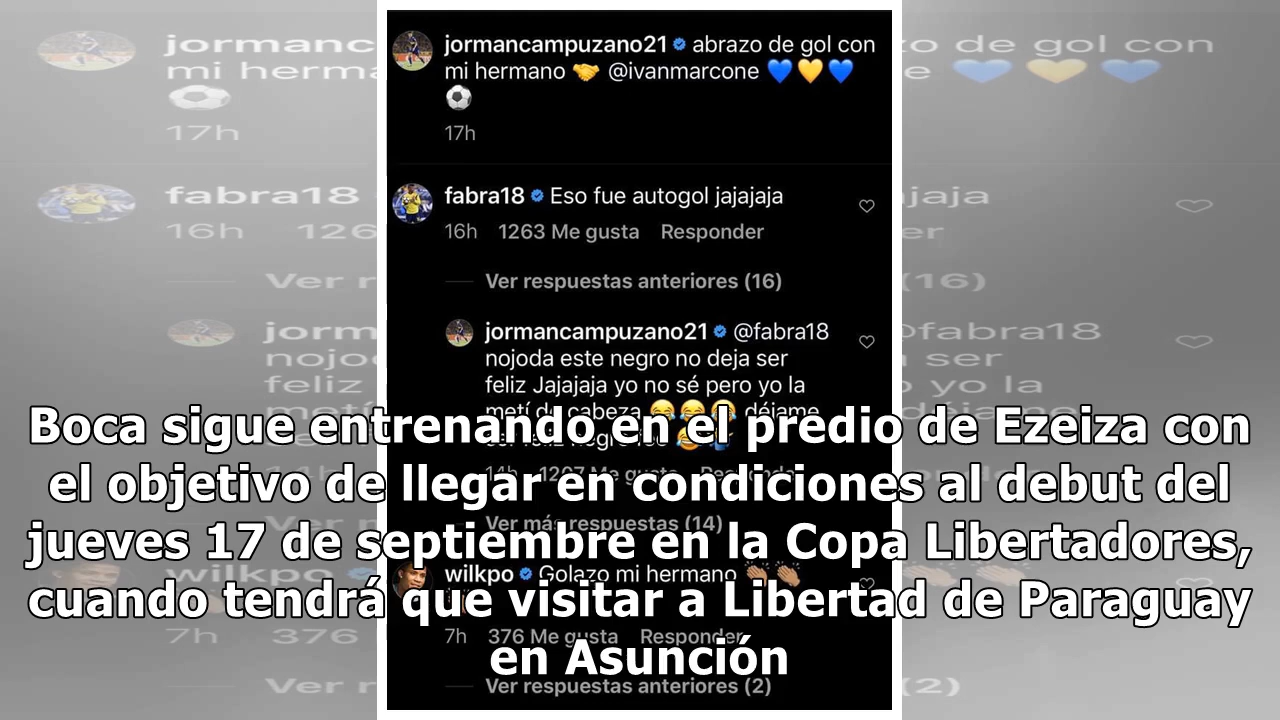 jormancampuzano21 abrazo de gol con
mi hermano 🤝 @ivanmarcone 💙💛💙
⚽
17h
fabra18 Eso fue autogol jajajaja
16h 1263 Me gusta Responder
Ver respuestas anteriores (16)
jormancampuzano21 @fabra18
nojoda este negro no deja ser
feliz Jajajaja yo no sé pero yo la
metí de cabeza 😂😂😂 déjame
Boca sigue entrenando en el predio de Ezeiza con
el objetivo de llegar en condiciones al debut del
Ver más respuestas (14)
jueves 17 de septiembre en la Copa Libertadores,
wilkpo Golazo mi hermano 👏🏽👏🏽
cuando tendrá que visitar a Libertad de Paraguay
7h 376 Me gusta Responder
en Asunción
Ver respuestas anteriores (2)